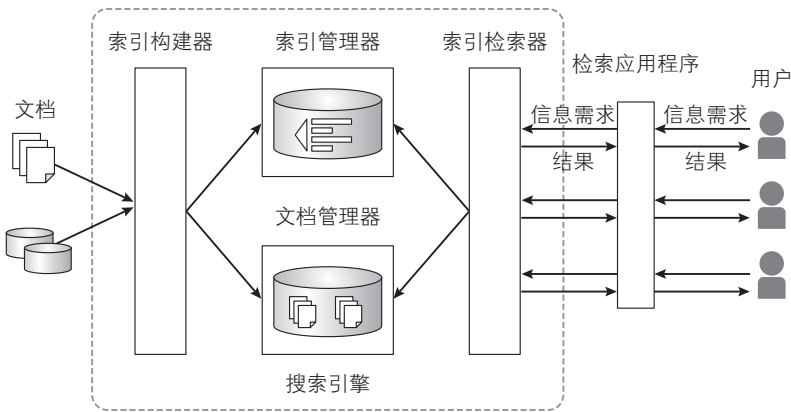 索引构建器
索引管理器
索引检索器
检索应用程序
用户
文档
信息需求
信息需求
结果
结果
文档管理器
搜索引擎